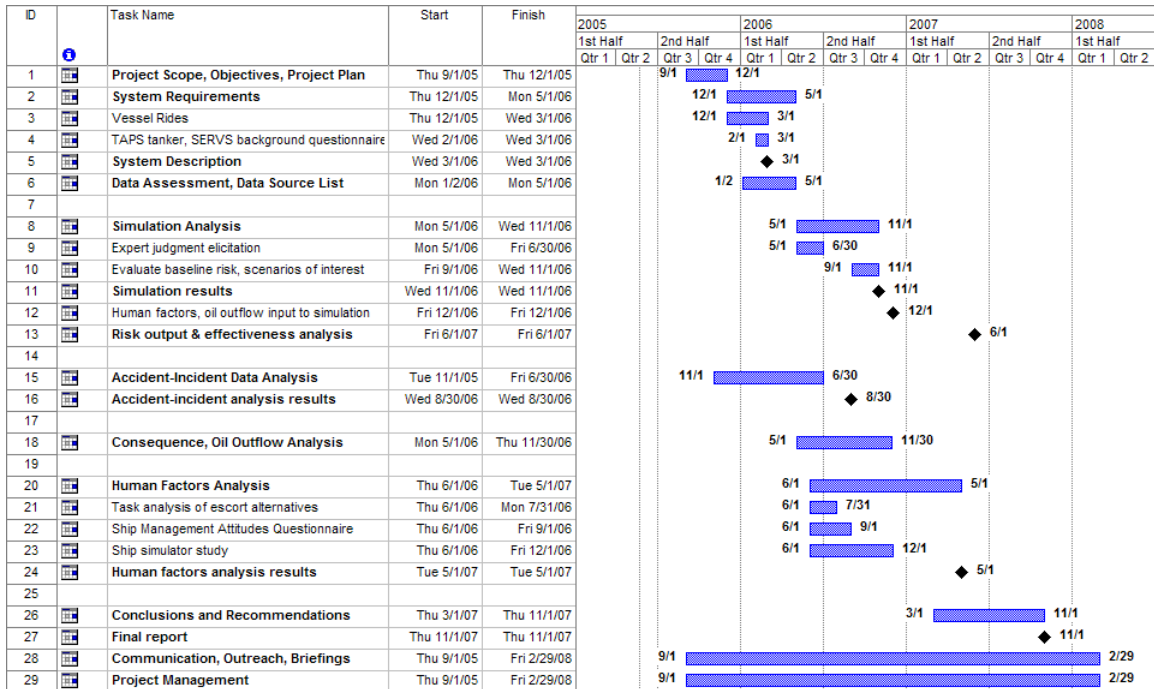 ID Task Name Start Finish 2005 2006 2007 2008
1st Half 2nd Half 1st Half 2nd Half 1st Half 2nd Half 1st Half
i Qtr 1 Qtr 2 Qtr 3 Qtr 4 Qtr 1 Qtr 2 Qtr 3 Qtr 4 Qtr 1 Qtr 2 Qtr 3 Qtr 4 Qtr 1 Qtr 2
1 Project Scope, Objectives, Project Plan Thu 9/1/05 Thu 12/1/05 9/1 12/1
2 System Requirements Thu 12/1/05 Mon 5/1/06 12/1 5/1
3 Vessel Rides Thu 12/1/05 Wed 3/1/06 12/1 3/1
4 TAPS tanker, SERVS background questionnaire Wed 2/1/06 Wed 3/1/06 2/1 3/1
5 System Description Wed 3/1/06 Wed 3/1/06 3/1
6 Data Assessment, Data Source List Mon 1/2/06 Mon 5/1/06 1/2 5/1
7
8 Simulation Analysis Mon 5/1/06 Wed 11/1/06 5/1 11/1
9 Expert judgment elicitation Mon 5/1/06 Fri 6/30/06 5/1 6/30
10 Evaluate baseline risk, scenarios of interest Fri 9/1/06 Wed 11/1/06 9/1 11/1
11 Simulation results Wed 11/1/06 Wed 11/1/06 11/1
12 Human factors, oil outflow input to simulation Fri 12/1/06 Fri 12/1/06 12/1
13 Risk output & effectiveness analysis Fri 6/1/07 Fri 6/1/07 6/1
14
15 Accident-Incident Data Analysis Tue 11/1/05 Fri 6/30/06 11/1 6/30
16 Accident-incident analysis results Wed 8/30/06 Wed 8/30/06 8/30
17
18 Consequence, Oil Outflow Analysis Mon 5/1/06 Thu 11/30/06 5/1 11/30
19
20 Human Factors Analysis Thu 6/1/06 Tue 5/1/07 6/1 5/1
21 Task analysis of escort alternatives Thu 6/1/06 Mon 7/31/06 6/1 7/31
22 Ship Management Attitudes Questionnaire Thu 6/1/06 Fri 9/1/06 6/1 9/1
23 Ship simulator study Thu 6/1/06 Fri 12/1/06 6/1 12/1
24 Human factors analysis results Tue 5/1/07 Tue 5/1/07 5/1
25
26 Conclusions and Recommendations Thu 3/1/07 Thu 11/1/07 3/1 11/1
27 Final report Thu 11/1/07 Thu 11/1/07 11/1
28 Communication, Outreach, Briefings Thu 9/1/05 Fri 2/29/08 9/1 2/29
29 Project Management Thu 9/1/05 Fri 2/29/08 9/1 2/29